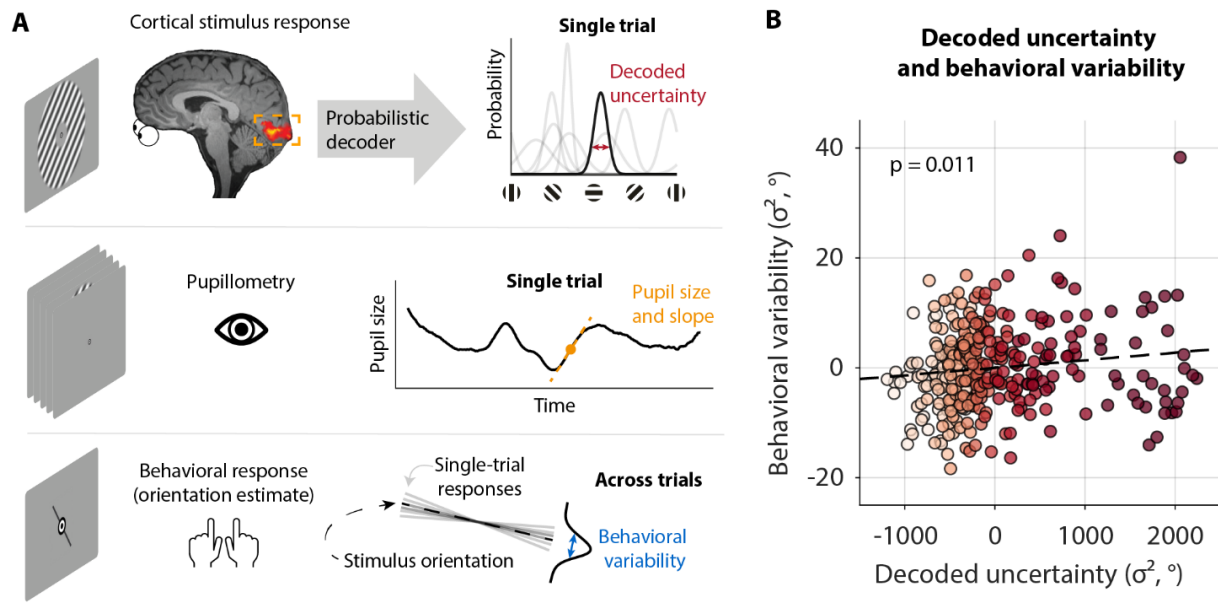 A
Cortical stimulus response
Probabilistic
decoder
Single trial
Probability
Decoded
uncertainty
Pupillometry
Single trial
Pupil size
Pupil size
and slope
Time
Behavioral response
(orientation estimate)
Single-trial
responses
Stimulus orientation
Across trials
Behavioral
variability
B
Decoded uncertainty
and behavioral variability
p = 0.011
Behavioral variability (σ², °)
40
20
0
-20
-1000 0 1000 2000
Decoded uncertainty (σ², °)